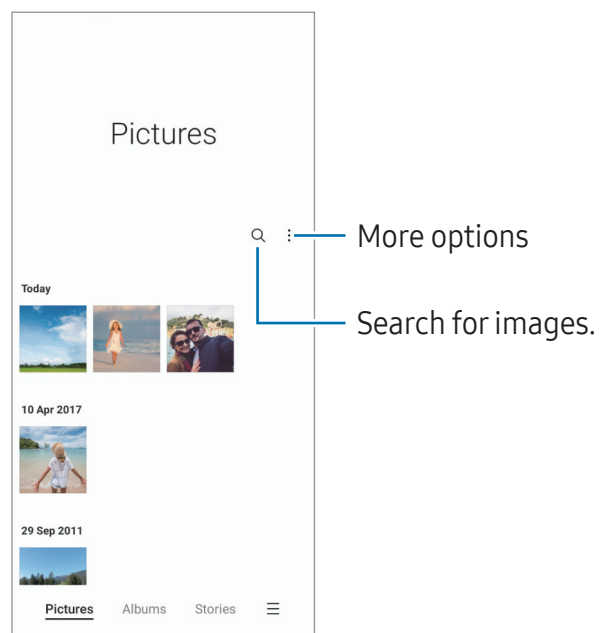 Pictures
More options
Search for images.
Today
10 Apr 2017
29 Sep 2011
Pictures Albums Stories